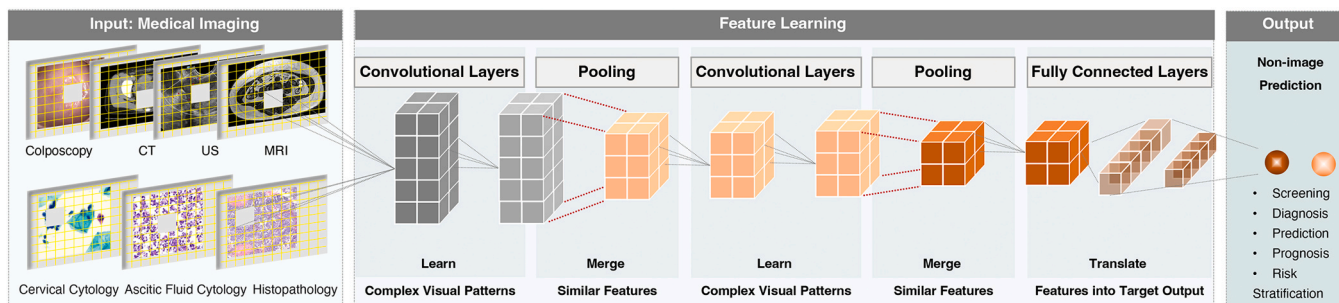 Input: Medical Imaging
Colposcopy CT US MRI
Cervical Cytology Ascitic Fluid Cytology Histopathology
Feature Learning
Convolutional Layers Pooling Convolutional Layers Pooling Fully Connected Layers
Learn Merge Learn Merge Translate
Complex Visual Patterns Similar Features Complex Visual Patterns Similar Features Features into Target Output
Output
Non-image
Prediction
• Screening
• Diagnosis
• Prediction
• Prognosis
• Risk
Stratification